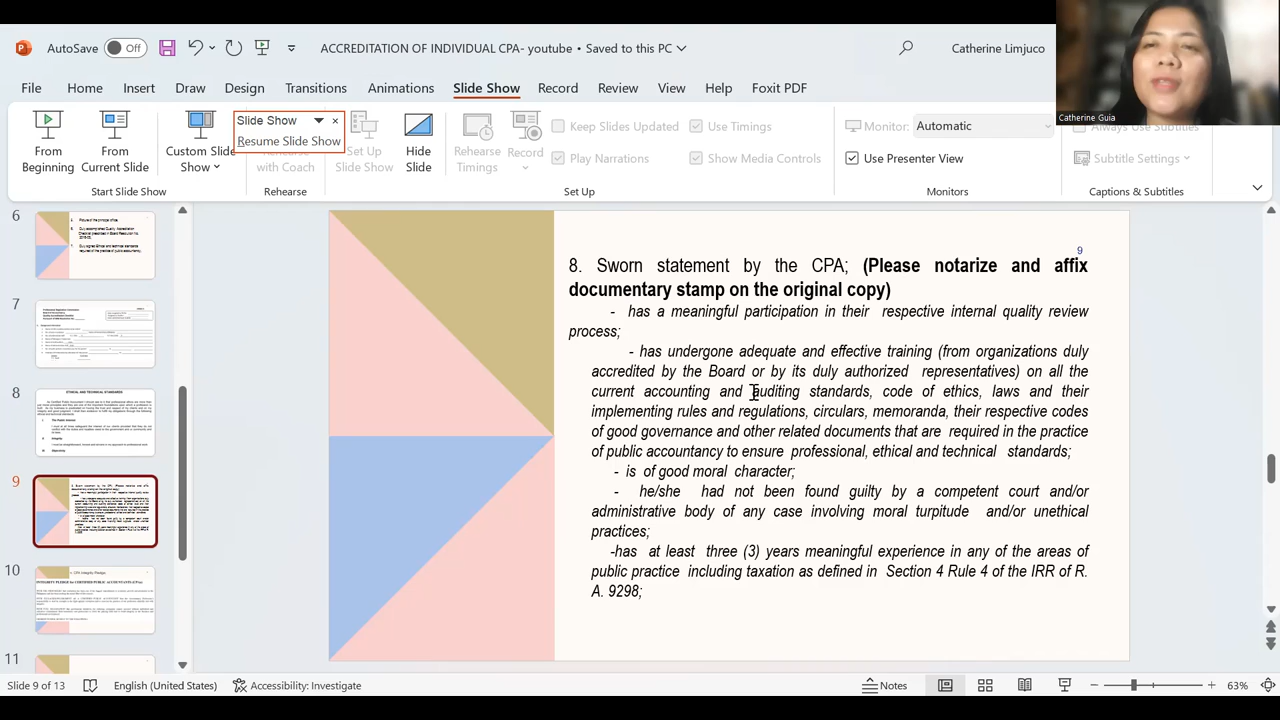 AutoSave Off ACCREDITATION OF INDIVIDUAL CPA- youtube • Saved to this PC Catherine Limjuco
Catherine Guia
File Home Insert Draw Design Transitions Animations Slide Show Record Review View Help Foxit PDF
Slide Show
Resume Slide Show
From Beginning
From Current Slide
Custom Slide Show
Rehearse with Coach
Set Up Slide Show
Hide Slide
Rehearse Timings
Record
Keep Slides Updated
Play Narrations
Use Timings
Show Media Controls
Monitor: Automatic
Use Presenter View
Always Use Subtitles
Subtitle Settings
Start Slide Show Rehearse Set Up Monitors Captions & Subtitles
6
7
8
9
10
11
9
8. Sworn statement by the CPA; (Please notarize and affix
documentary stamp on the original copy)
- has a meaningful participation in their respective internal quality review
process;
- has undergone adequate and effective training (from organizations duly
accredited by the Board or by its duly authorized representatives) on all the
current accounting and auditing standards, code of ethics, laws and their
implementing rules and regulations, circulars, memoranda, their respective codes
of good governance and other related documents that are required in the practice
of public accountancy to ensure professional, ethical and technical standards;
- is of good moral character;
- he/she had not been found guilty by a competent court and/or
administrative body of any case involving moral turpitude and/or unethical
practices;
-has at least three (3) years meaningful experience in any of the areas of
public practice including taxation as defined in Section 4 Rule 4 of the IRR of R.
A. 9298;
Slide 9 of 13 English (United States) Accessibility: Investigate Notes 63%